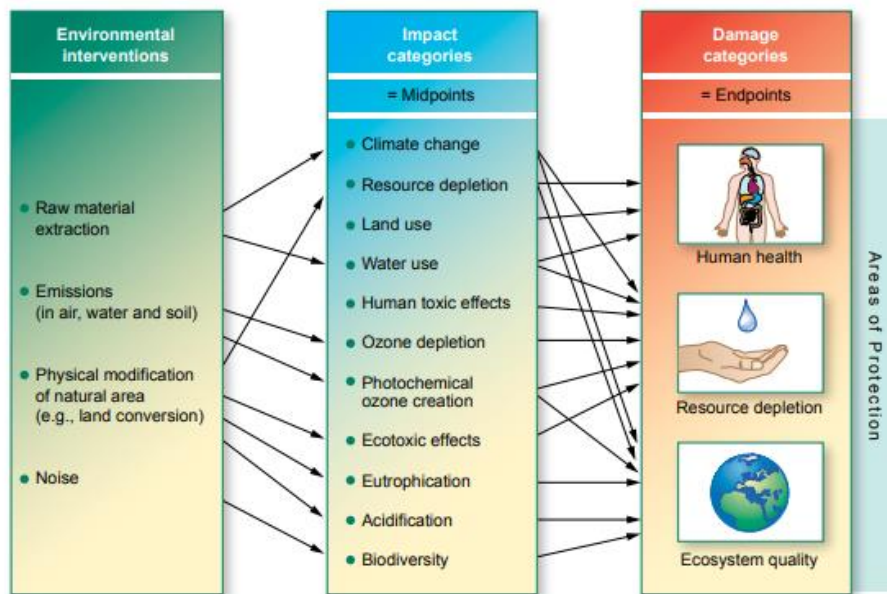 Environmental
interventions
• Raw material
extraction
• Emissions
(in air, water and soil)
• Physical modification
of natural area
(e.g., land conversion)
• Noise
Impact
categories
= Midpoints
• Climate change
• Resource depletion
• Land use
• Water use
• Human toxic effects
• Ozone depletion
• Photochemical
ozone creation
• Ecotoxic effects
• Eutrophication
• Acidification
• Biodiversity
Damage
categories
= Endpoints
Human health
Resource depletion
Ecosystem quality
Areas of Protection